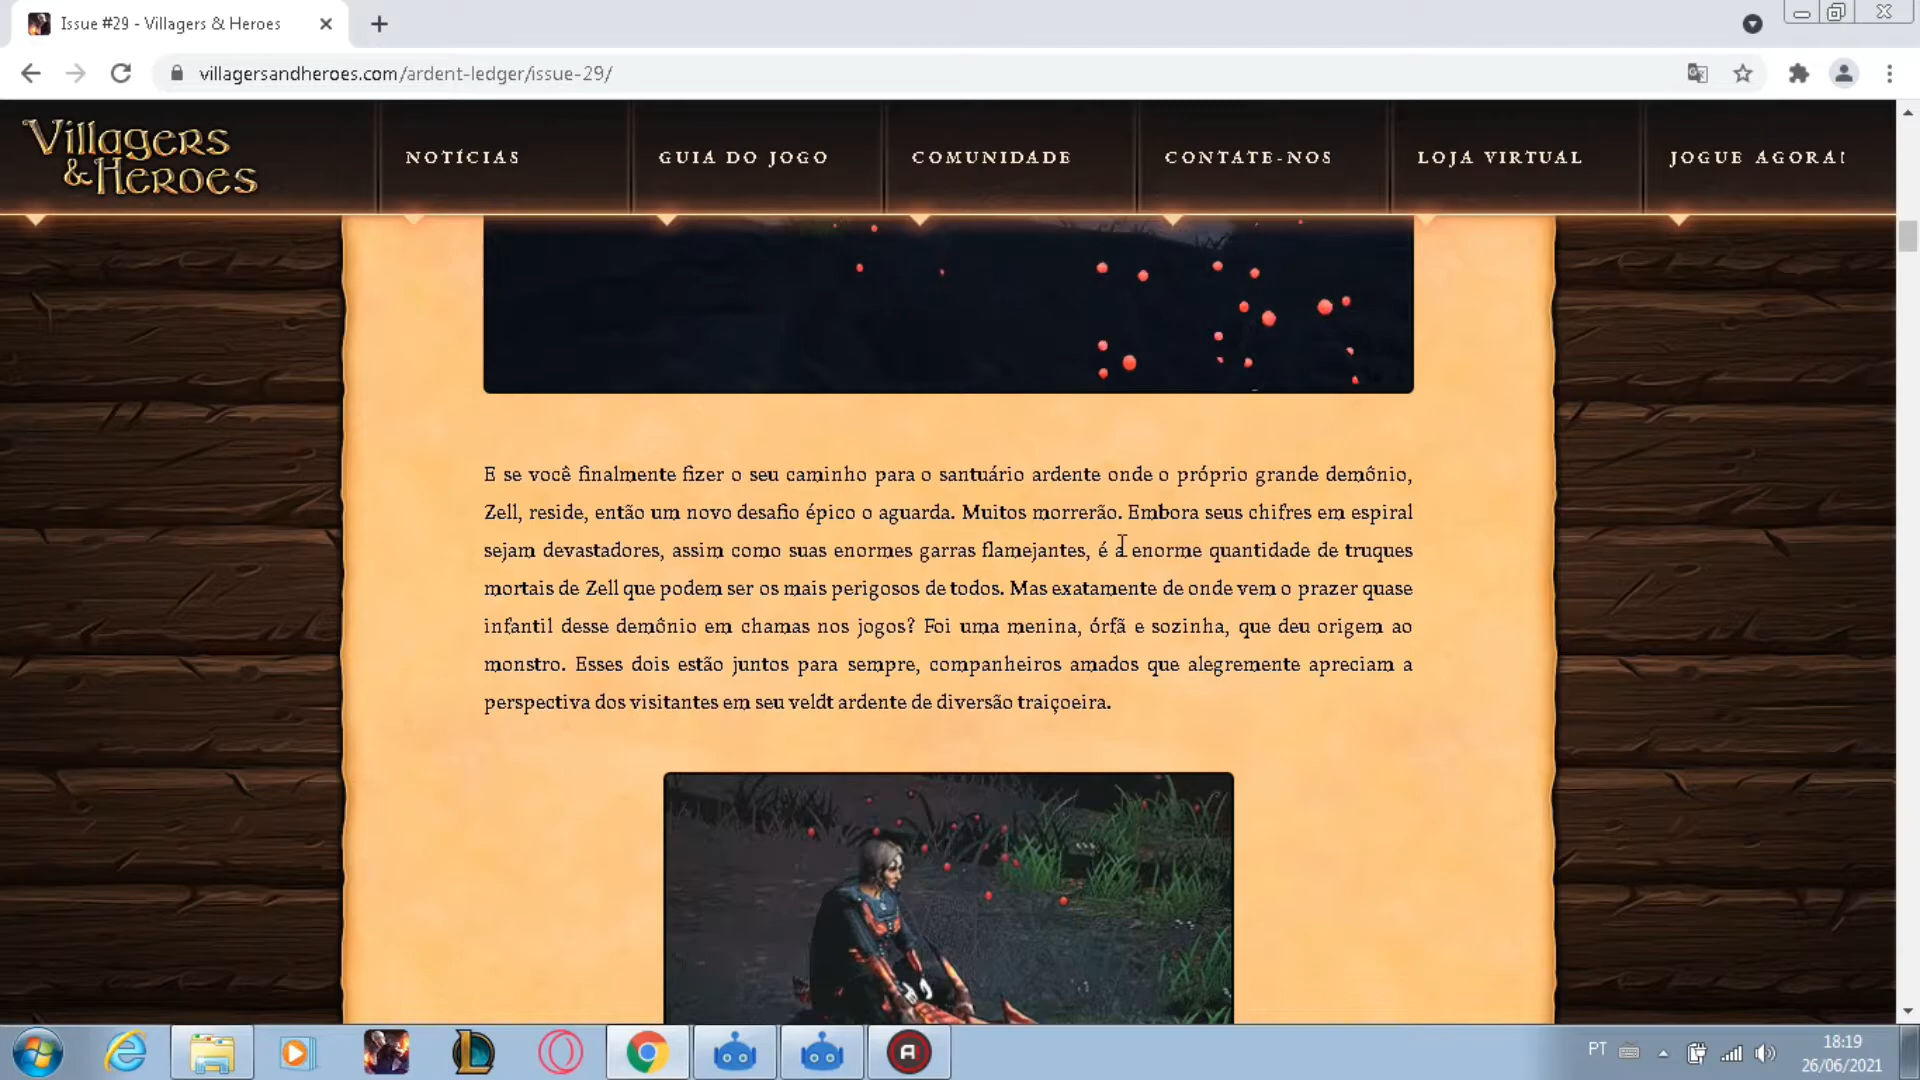 Issue #29 - Villagers & Heroes
villagersandheroes.com/ardent-ledger/issue-29/
Villagers
& Heroes
NOTÍCIAS
GUIA DO JOGO
COMUNIDADE
CONTATE-NOS
LOJA VIRTUAL
JOGUE AGORA!
E se você finalmente fizer o seu caminho para o santuário ardente onde o próprio grande demônio,
Zell, reside, então um novo desafio épico o aguarda. Muitos morrerão. Embora seus chifres em espiral
sejam devastadores, assim como suas enormes garras flamejantes, é a enorme quantidade de truques
mortais de Zell que podem ser os mais perigosos de todos. Mas exatamente de onde vem o prazer quase
infantil desse demônio em chamas nos jogos? Foi uma menina, órfã e sozinha, que deu origem ao
monstro. Esses dois estão juntos para sempre, companheiros amados que alegremente apreciam a
perspectiva dos visitantes em seu veldt ardente de diversão traiçoeira.
PT
18:19
26/06/2021